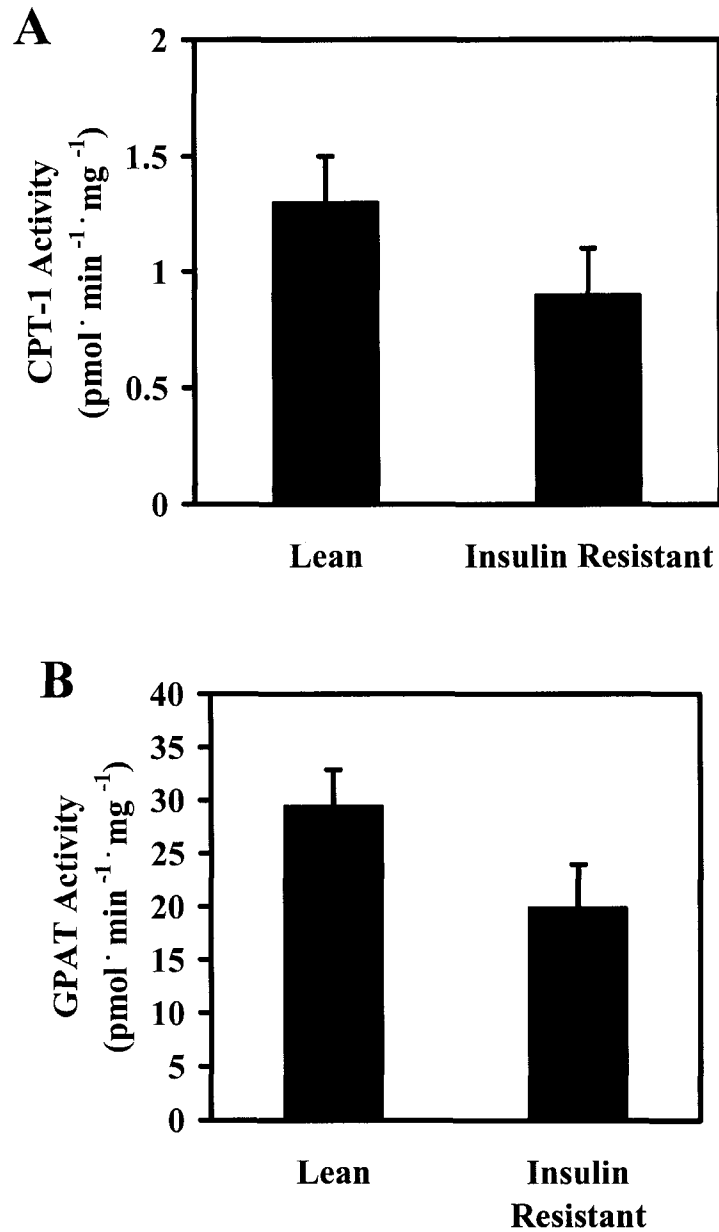 A
2
1.5
1
0.5
0
CPT-1 Activity
(pmol· min⁻¹· mg⁻¹)
Lean Insulin Resistant
B
40
35
30
25
20
15
10
5
0
GPAT Activity
(pmol· min⁻¹· mg⁻¹)
Lean Insulin
Resistant